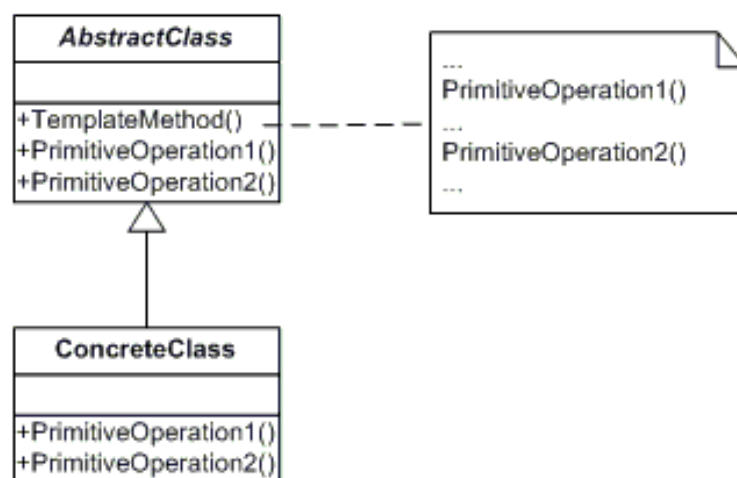 AbstractClass
+TemplateMethod()
+PrimitiveOperation1()
+PrimitiveOperation2()
...
PrimitiveOperation1()
...
PrimitiveOperation2()
...
ConcreteClass
+PrimitiveOperation1()
+PrimitiveOperation2()